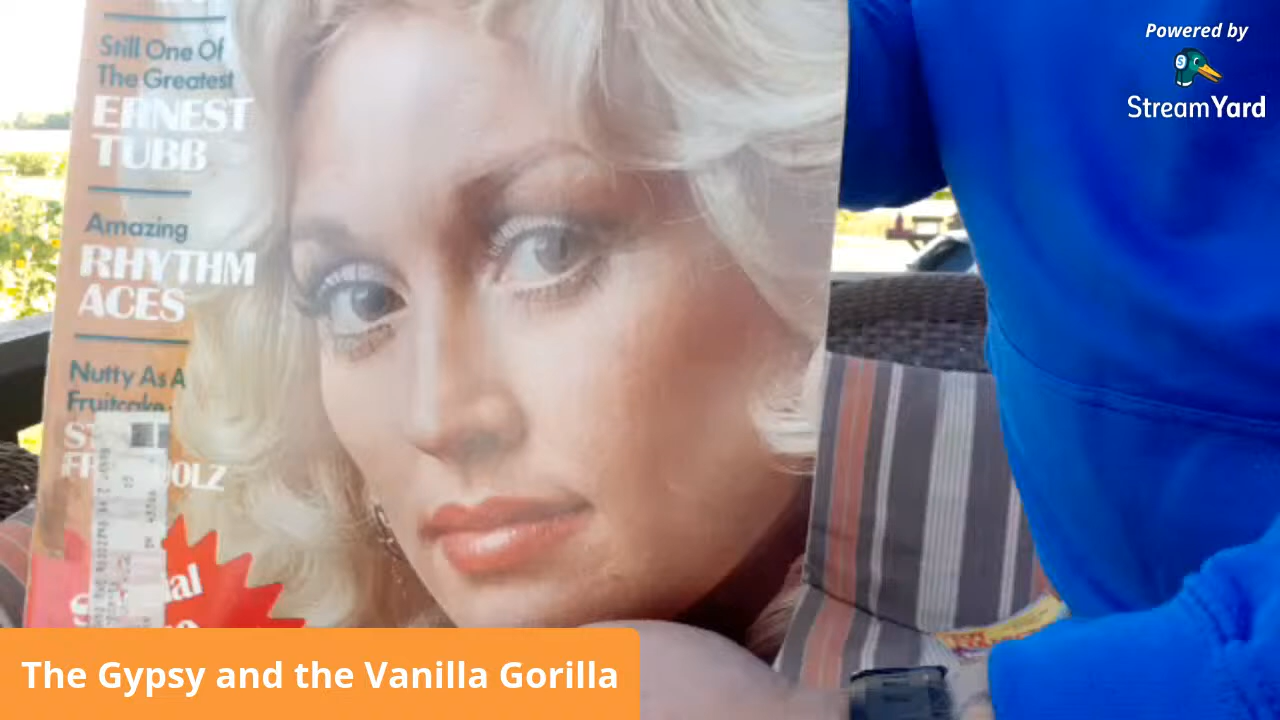 Still One Of
The Greatest
ERNEST
TUBB
Amazing
RHYTHM
ACES
Nutty As A
Fruitcake
Powered by
StreamYard
The Gypsy and the Vanilla Gorilla